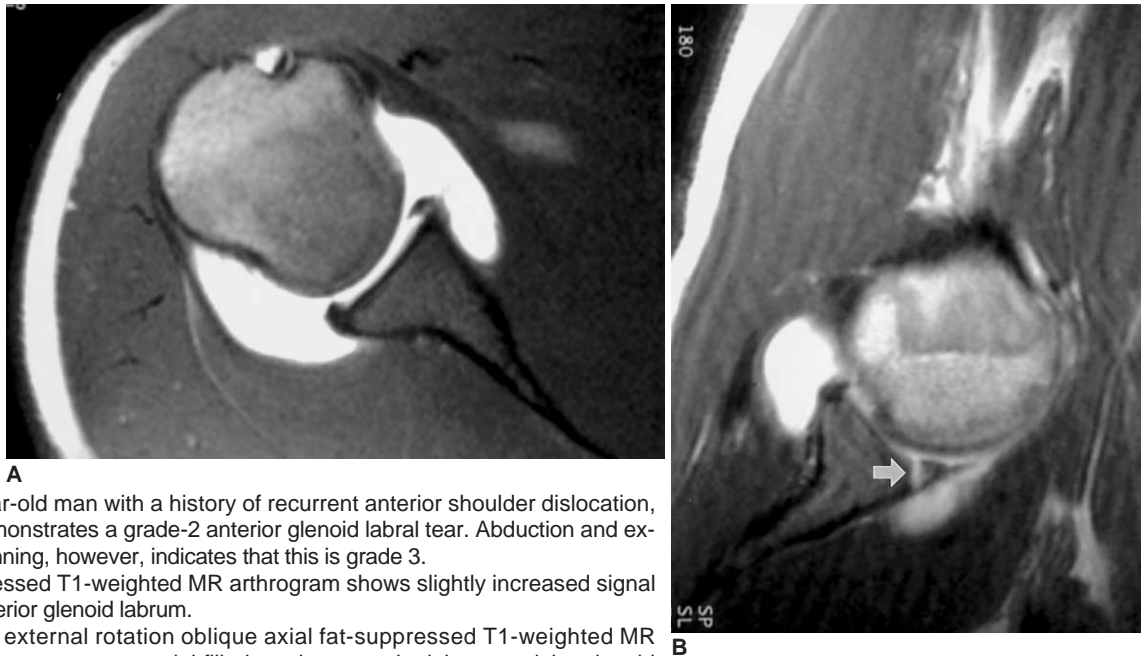 180
A
B
SP
SL
ar-old man with a history of recurrent anterior shoulder dislocation,
monstrates a grade-2 anterior glenoid labral tear. Abduction and ex-
nning, however, indicates that this is grade 3.
essed T1-weighted MR arthrogram shows slightly increased signal
erior glenoid labrum.
external rotation oblique axial fat-suppressed T1-weighted MR